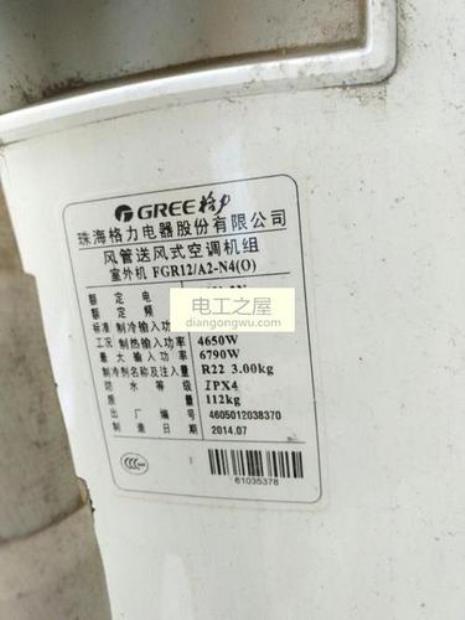 GREE格力
珠海格力电器股份有限公司
风管送风式空调机组
室外机 FGR12/A2-N4(O)
额定电
额定频
电工之屋
diangongwu.com
标准 制冷输入功
工况 制热输入功率 4650W
最大输入功率 6790W
制冷剂名称及注入量 R22 3.00kg
防水等级 IPX4
质量 112kg
出厂编号 4605012038370
制造日期 2014.07
CCC
61035378